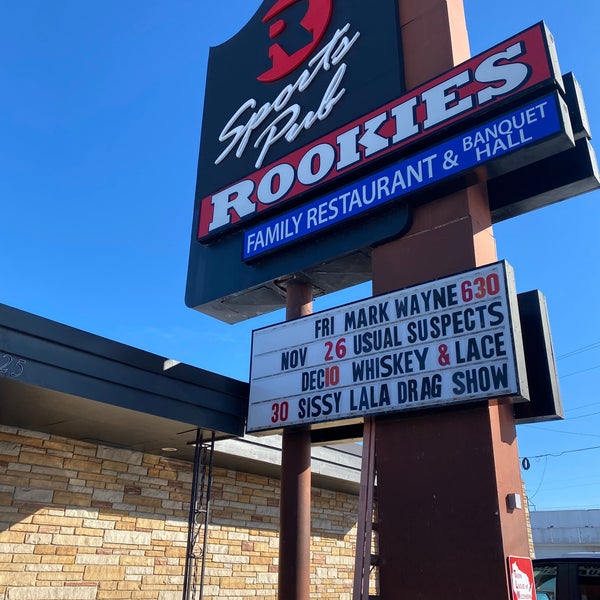 R
Sports
Pub
ROOKIES
FAMILY RESTAURANT & BANQUET HALL
FRI MARK WAYNE 630
NOV 26 USUAL SUSPECTS
DEC10 WHISKEY & LACE
30 SISSY LALA DRAG SHOW
25